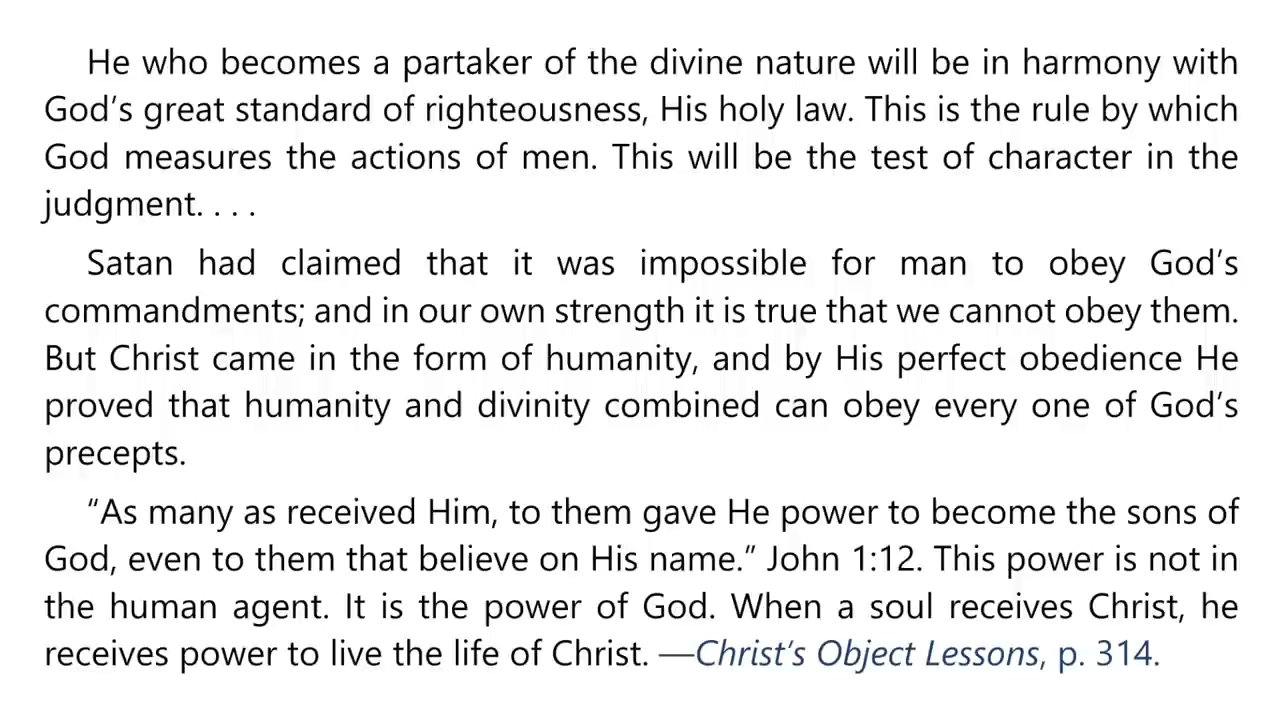 He who becomes a partaker of the divine nature will be in harmony with
God’s great standard of righteousness, His holy law. This is the rule by which
God measures the actions of men. This will be the test of character in the
judgment. . . .
Satan had claimed that it was impossible for man to obey God’s
commandments; and in our own strength it is true that we cannot obey them.
But Christ came in the form of humanity, and by His perfect obedience He
proved that humanity and divinity combined can obey every one of God’s
precepts.
“As many as received Him, to them gave He power to become the sons of
God, even to them that believe on His name.” John 1:12. This power is not in
the human agent. It is the power of God. When a soul receives Christ, he
receives power to live the life of Christ. —Christ’s Object Lessons, p. 314.